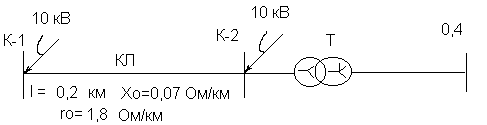 10 кВ
10 кВ
К-1
К-2
Т
0,4
КЛ
l = 0,2 км Хо=0,07 Ом/км
ro= 1,8 Ом/км